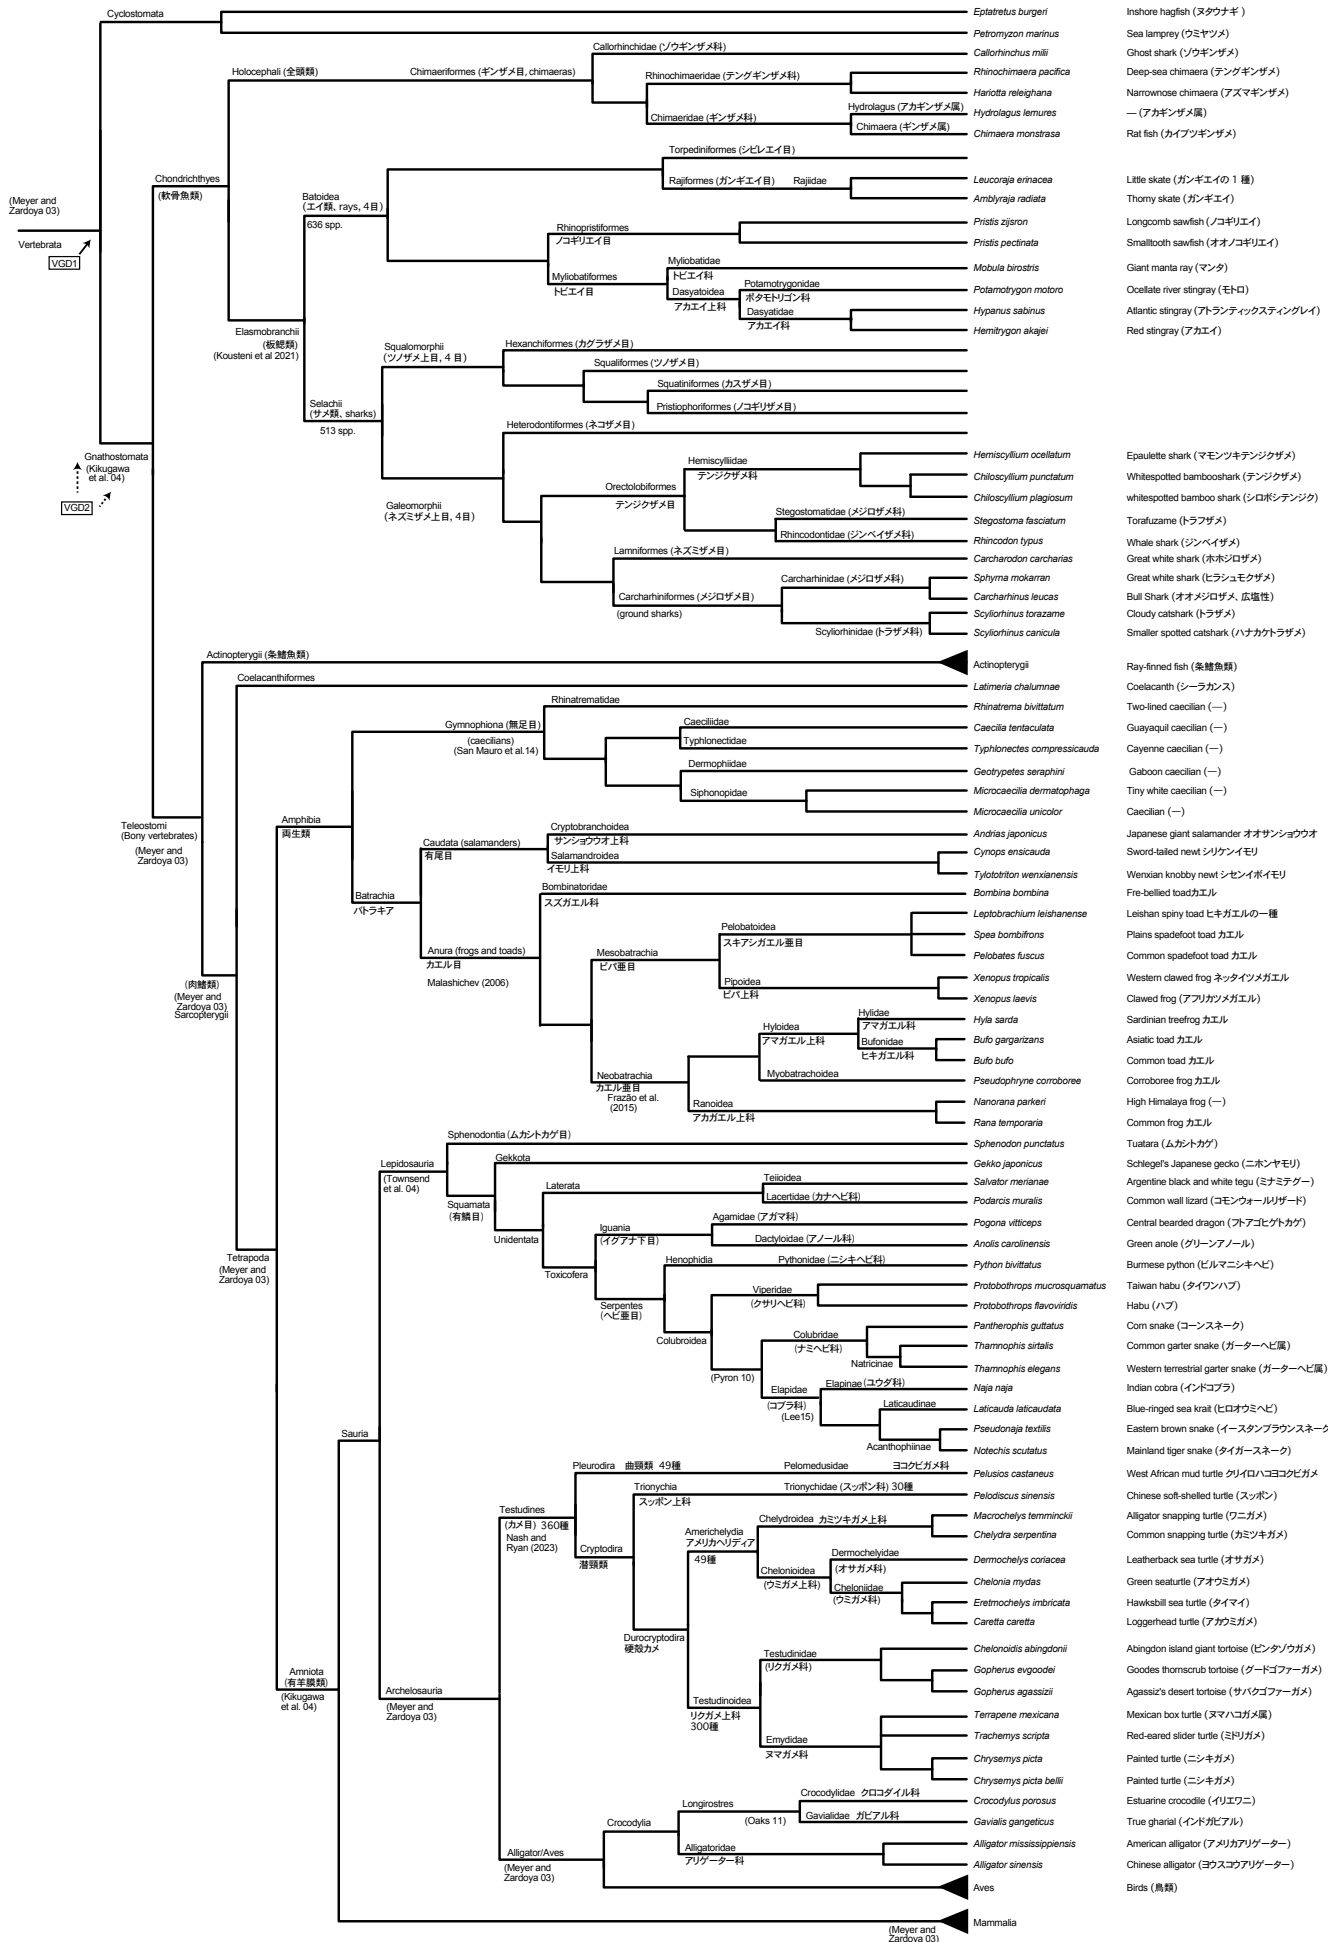 Cyclostomata
Eptatretus burgeri Inshore hagfish (ヌタウナギ )
Petromyzon marinus Sea lamprey (ウミヤツメ)
Callorhinchidae (ゾウギンザメ科)
Callorhinchus milii Ghost shark (ゾウギンザメ)
Holocephali (全頭類) Chimaeriformes (ギンザメ目, chimaeras)
Rhinochimaeridae (テングギンザメ科)
Rhinochimaera pacifica Deep-sea chimaera (テングギンザメ)
Hariotta releighana Narrownose chimaera (アズマギンザメ)
Hydrolagus (アカギンザメ属)
Hydrolagus lemures — (アカギンザメ属)
Chimaeridae (ギンザメ科)
Chimaera (ギンザメ属)
Chimaera monstrasa Rat fish (カイブツギンザメ)
Torpediniformes (シビレエイ目)
Chondrichthyes
(軟骨魚類)
Batoidea
(エイ類、rays, 4目)
636 spp.
Rajiformes (ガンギエイ目) Rajiidae
Leucoraja erinacea Little skate (ガンギエイの 1 種)
Amblyraja radiata Thorny skate (ガンギエイ)
(Meyer and
Zardoya 03)
Vertebrata
VGD1
Rhinopristiformes
ノコギリエイ目
Pristis zijsron Longcomb sawfish (ノコギリエイ)
Pristis pectinata Smalltooth sawfish (オオノコギリエイ)
Myliobatiformes
トビエイ目
Myliobatidae
トビエイ科
Mobula birostris Giant manta ray (マンタ)
Dasyatoidea
アカエイ上科
Potamotrygonidae
ポタモトリゴン科
Potamotrygon motoro Ocellate river stingray (モトロ)
Dasyatidae
アカエイ科
Hypanus sabinus Atlantic stingray (アトランティックスティングレイ)
Hemitrygon akajei Red stingray (アカエイ)
Elasmobranchii
(板鰓類)
(Kousteni et al 2021)
Squalomorphii
(ツノザメ上目, 4 目)
Hexanchiformes (カグラザメ目)
Squaliformes (ツノザメ目)
Squatiniformes (カスザメ目)
Pristiophoriformes (ノコギリザメ目)
Selachii
(サメ類、sharks)
513 spp.
Heterodontiformes (ネコザメ目)
Gnathostomata
(Kikugawa
et al. 04)
VGD2
Galeomorphii
(ネズミザメ上目, 4目)
Orectolobiformes
テンジクザメ目
Hemiscylliidae
テンジクザメ科
Hemiscyllium ocellatum Epaulette shark (マモンツキテンジクザメ)
Chiloscyllium punctatum Whitespotted bambooshark (テンジクザメ)
Chiloscyllium plagiosum whitespotted bamboo shark (シロボシテンジク)
Stegostomatidae (メジロザメ科)
Stegostoma fasciatum Torafuzame (トラフザメ)
Rhincodontidae (ジンベイザメ科)
Rhincodon typus Whale shark (ジンベイザメ)
Lamniformes (ネズミザメ目)
Carcharodon carcharias Great white shark (ホホジロザメ)
Carcharhiniformes (メジロザメ目)
(ground sharks)
Carcharhinidae (メジロザメ科)
Sphyrna mokarran Great white shark (ヒラシュモクザメ)
Carcharhinus leucas Bull Shark (オオメジロザメ、広塩性)
Scyliorhinus torazame Cloudy catshark (トラザメ)
Scyliorhinidae (トラザメ科)
Scyliorhinus canicula Smaller spotted catshark (ハナカケトラザメ)
Actinopterygii (条鰭魚類)
Actinopterygii Ray-finned fish (条鰭魚類)
Coelacanthiformes
Latimeria chalumnae Coelacanth (シーラカンス)
Rhinatrematidae
Rhinatrema bivittatum Two-lined caecilian (—)
Gymnophiona (無足目)
(caecilians)
(San Mauro et al.14)
Caeciliidae
Caecilia tentaculata Guayaquil caecilian (—)
Typhlonectidae
Typhlonectes compressicauda Cayenne caecilian (—)
Dermophiidae
Geotrypetes seraphini Gaboon caecilian (—)
Siphonopidae
Microcaecilia dermatophaga Tiny white caecilian (—)
Microcaecilia unicolor Caecilian (—)
Teleostomi
(Bony vertebrates)
(Meyer and
Zardoya 03)
Amphibia
両生類
Caudata (salamanders)
有尾目
Cryptobranchoidea
サンショウウオ上科
Andrias japonicus Japanese giant salamander オオサンショウウオ
Salamandroidea
イモリ上科
Cynops ensicauda Sword-tailed newt シリケンイモリ
Tylototriton wenxianensis Wenxian knobby newt シセンイボイモリ
Batrachia
バトラキア
Bombinatoridae
スズガエル科
Bombina bombina Fre-bellied toadカエル
Anura (frogs and toads)
カエル目
Malashichev (2006)
Mesobatrachia
ピパ亜目
Pelobatoidea
スキアシガエル亜目
Leptobrachium leishanense Leishan spiny toad ヒキガエルの一種
Spea bombifrons Plains spadefoot toad カエル
Pelobates fuscus Common spadefoot toad カエル
Pipoidea
ピパ上科
Xenopus tropicalis Western clawed frog ネッタイツメガエル
Xenopus laevis Clawed frog (アフリカツメガエル)
(肉鰭類)
(Meyer and
Zardoya 03)
Sarcopterygii
Neobatrachia
カエル亜目
Frazão et al.
(2015)
Hyloidea
アマガエル上科
Hylidae
アマガエル科
Hyla sarda Sardinian treefrog カエル
Bufonidae
ヒキガエル科
Bufo gargarizans Asiatic toad カエル
Bufo bufo Common toad カエル
Myobatrachoidea
Pseudophryne corroboree Corroboree frog カエル
Ranoidea
アカガエル上科
Nanorana parkeri High Himalaya frog (—)
Rana temporaria Common frog カエル
Sphenodontia (ムカシトカゲ目)
Sphenodon punctatus Tuatara (ムカシトカゲ)
Lepidosauria
(Townsend
et al. 04)
Gekkota
Gekko japonicus Schlegel's Japanese gecko (ニホンヤモリ)
Squamata
(有鱗目)
Laterata
Teiioidea
Salvator merianae Argentine black and white tegu (ミナミテグー)
Lacertidae (カナヘビ科)
Podarcis muralis Common wall lizard (コモンウォールリザード)
Unidentata
Iguania
(イグアナ下目)
Agamidae (アガマ科)
Pogona vitticeps Central bearded dragon (フトアゴヒゲトカゲ)
Dactyloidae (アノール科)
Anolis carolinensis Green anole (グリーンアノール)
Toxicofera
Tetrapoda
(Meyer and
Zardoya 03)
Henophidia Pythonidae (ニシキヘビ科)
Python bivittatus Burmese python (ビルマニシキヘビ)
Serpentes
(ヘビ亜目)
Viperidae
(クサリヘビ科)
Protobothrops mucrosquamatus Taiwan habu (タイワンハブ)
Protobothrops flavoviridis Habu (ハブ)
Colubroidea
Colubridae
(ナミヘビ科)
Pantherophis guttatus Corn snake (コーンスネーク)
Thamnophis sirtalis Common garter snake (ガーターヘビ属)
Natricinae
Thamnophis elegans Western terrestrial garter snake (ガーターヘビ属)
(Pyron 10)
Elapidae
(コブラ科)
(Lee15)
Elapinae (ユウダ科)
Naja naja Indian cobra (インドコブラ)
Laticaudinae
Laticauda laticaudata Blue-ringed sea krait (ヒロオウミヘビ)
Pseudonaja textilis Eastern brown snake (イースタンブラウンスネーク
Acanthophiinae
Notechis scutatus Mainland tiger snake (タイガースネーク)
Sauria
Pleurodira 曲頸類 49種 Pelomedusidae ヨコクビガメ科
Pelusios castaneus West African mud turtle クリイロハコヨコクビガメ
Trionychia
スッポン上科
Trionychidae (スッポン科) 30種
Pelodiscus sinensis Chinese soft-shelled turtle (スッポン)
Testudines
(カメ目) 360種
Nash and
Ryan (2023)
Cryptodira
潜頸類
Americhelydia
アメリカヘリディア
49種
Chelydroidea カミツキガメ上科
Macrochelys temminckii Alligator snapping turtle (ワニガメ)
Chelydra serpentina Common snapping turtle (カミツキガメ)
Chelonioidea
(ウミガメ上科)
Dermochelyidae
(オサガメ科)
Dermochelys coriacea Leatherback sea turtle (オサガメ)
Cheloniidae
(ウミガメ科)
Chelonia mydas Green seaturtle (アオウミガメ)
Eretmochelys imbricata Hawksbill sea turtle (タイマイ)
Caretta caretta Loggerhead turtle (アカウミガメ)
Durocryptodira
硬殻カメ
Testudinidae
(リクガメ科)
Chelonoidis abingdonii Abingdon island giant tortoise (ピンタゾウガメ)
Gopherus evgoodei Goodes thornscrub tortoise (グードゴファーガメ)
Gopherus agassizii Agassiz's desert tortoise (サバクゴファーガメ)
Amniota
(有羊膜類)
(Kikugawa
et al. 04)
Archelosauria
(Meyer and
Zardoya 03)
Testudinoidea
リクガメ上科
300種
Emydidae
ヌマガメ科
Terrapene mexicana Mexican box turtle (ヌマハコガメ属)
Trachemys scripta Red-eared slider turtle (ミドリガメ)
Chrysemys picta Painted turtle (ニシキガメ)
Chrysemys picta bellii Painted turtle (ニシキガメ)
Crocodylia
Longirostres
(Oaks 11)
Crocodylidae クロコダイル科
Crocodylus porosus Estuarine crocodile (イリエワニ)
Gavialidae ガビアル科
Gavialis gangeticus True gharial (インドガビアル)
Alligator/Aves
(Meyer and
Zardoya 03)
Alligatoridae
アリゲーター科
Alligator mississippiensis American alligator (アメリカアリゲーター)
Alligator sinensis Chinese alligator (ヨウスコウアリゲーター)
Aves Birds (鳥類)
Mammalia
(Meyer and
Zardoya 03)